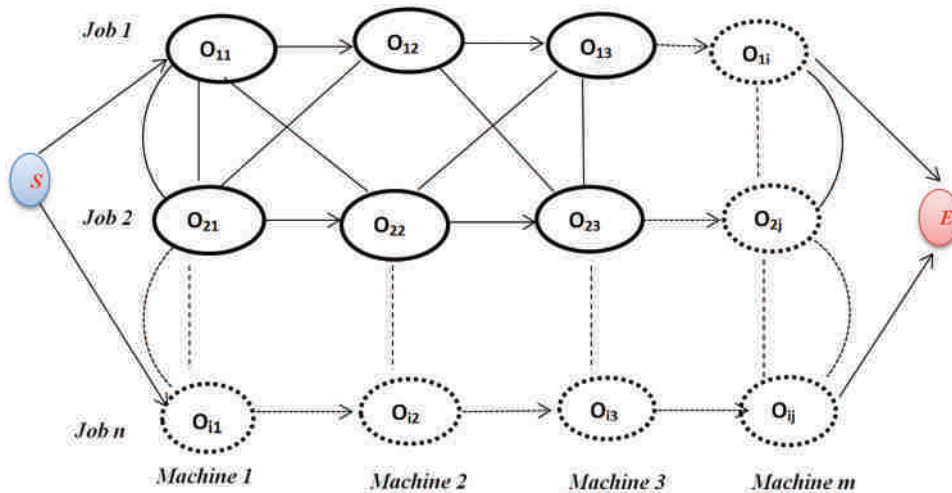 Job 1
O11 O12 O13 O1i
S
Job 2
O21 O22 O23 O2j
E
Job n
Oi1 Oi2 Oi3 Oij
Machine 1 Machine 2 Machine 3 Machine m